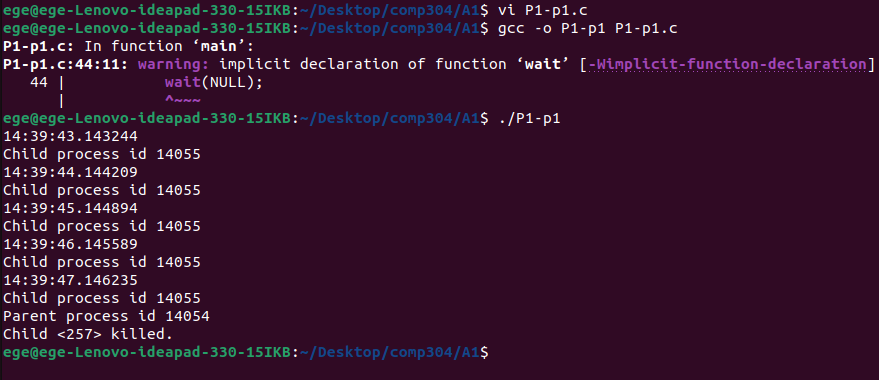 ege@ege-Lenovo-ideapad-330-15IKB:~/Desktop/comp304/A1$ vi P1-p1.c
ege@ege-Lenovo-ideapad-330-15IKB:~/Desktop/comp304/A1$ gcc -o P1-p1 P1-p1.c
P1-p1.c: In function ‘main’:
P1-p1.c:44:11: warning: implicit declaration of function ‘wait’ [-Wimplicit-function-declaration]
   44 |           wait(NULL);
      |           ^~~~
ege@ege-Lenovo-ideapad-330-15IKB:~/Desktop/comp304/A1$ ./P1-p1
14:39:43.143244
Child process id 14055
14:39:44.144209
Child process id 14055
14:39:45.144894
Child process id 14055
14:39:46.145589
Child process id 14055
14:39:47.146235
Child process id 14055
Parent process id 14054
Child <257> killed.
ege@ege-Lenovo-ideapad-330-15IKB:~/Desktop/comp304/A1$